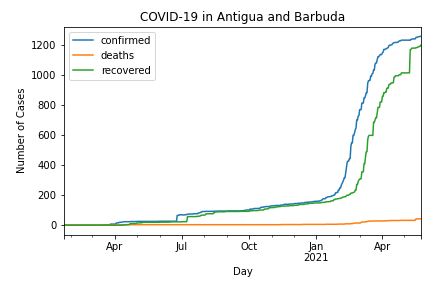 COVID-19 in Antigua and Barbuda
confirmed
deaths
recovered
Number of Cases
1200
1000
800
600
400
200
0
Apr
Jul
Oct
Jan
2021
Apr
Day